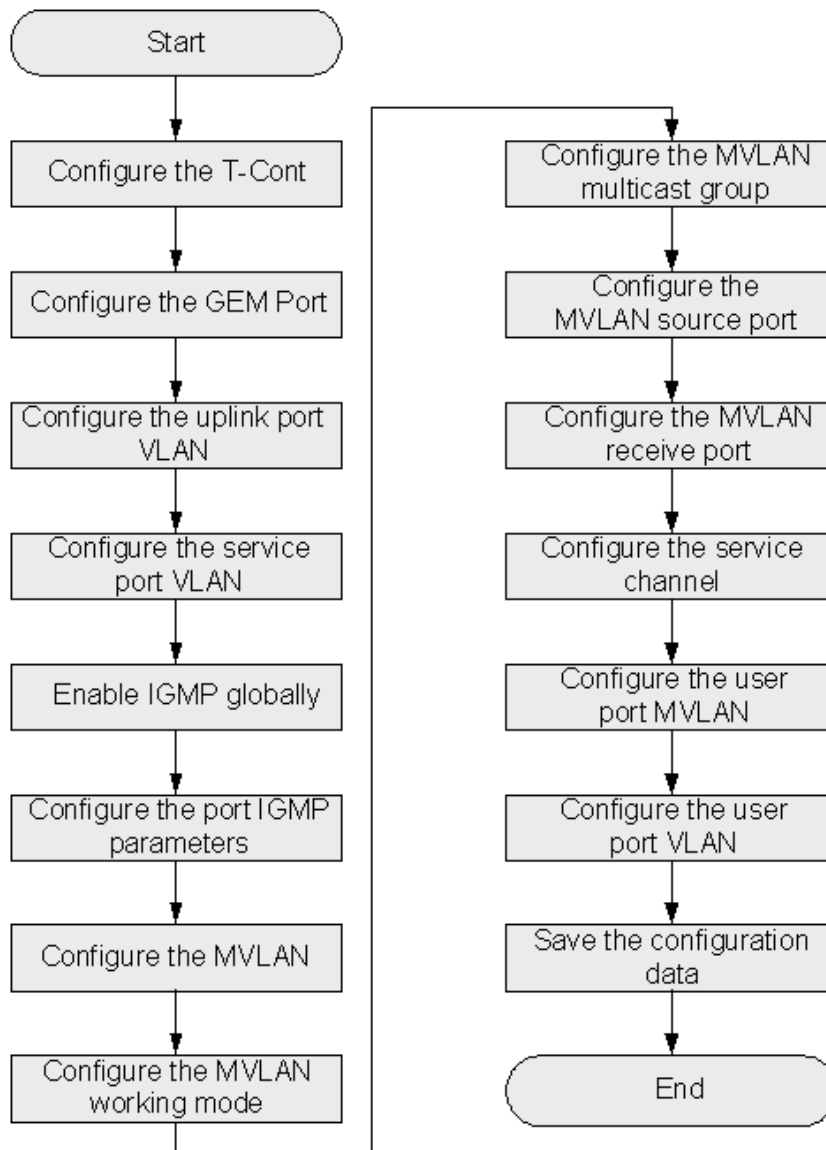 Start
Configure the T-Cont
Configure the GEM Port
Configure the uplink port
VLAN
Configure the service
port VLAN
Enable IGMP globally
Configure the port IGMP
parameters
Configure the MVLAN
Configure the MVLAN
working mode
Configure the MVLAN
multicast group
Configure the
MVLAN source port
Configure the MVLAN
receive port
Configure the service
channel
Configure the user
port MVLAN
Configure the user
port VLAN
Save the configuration
data
End